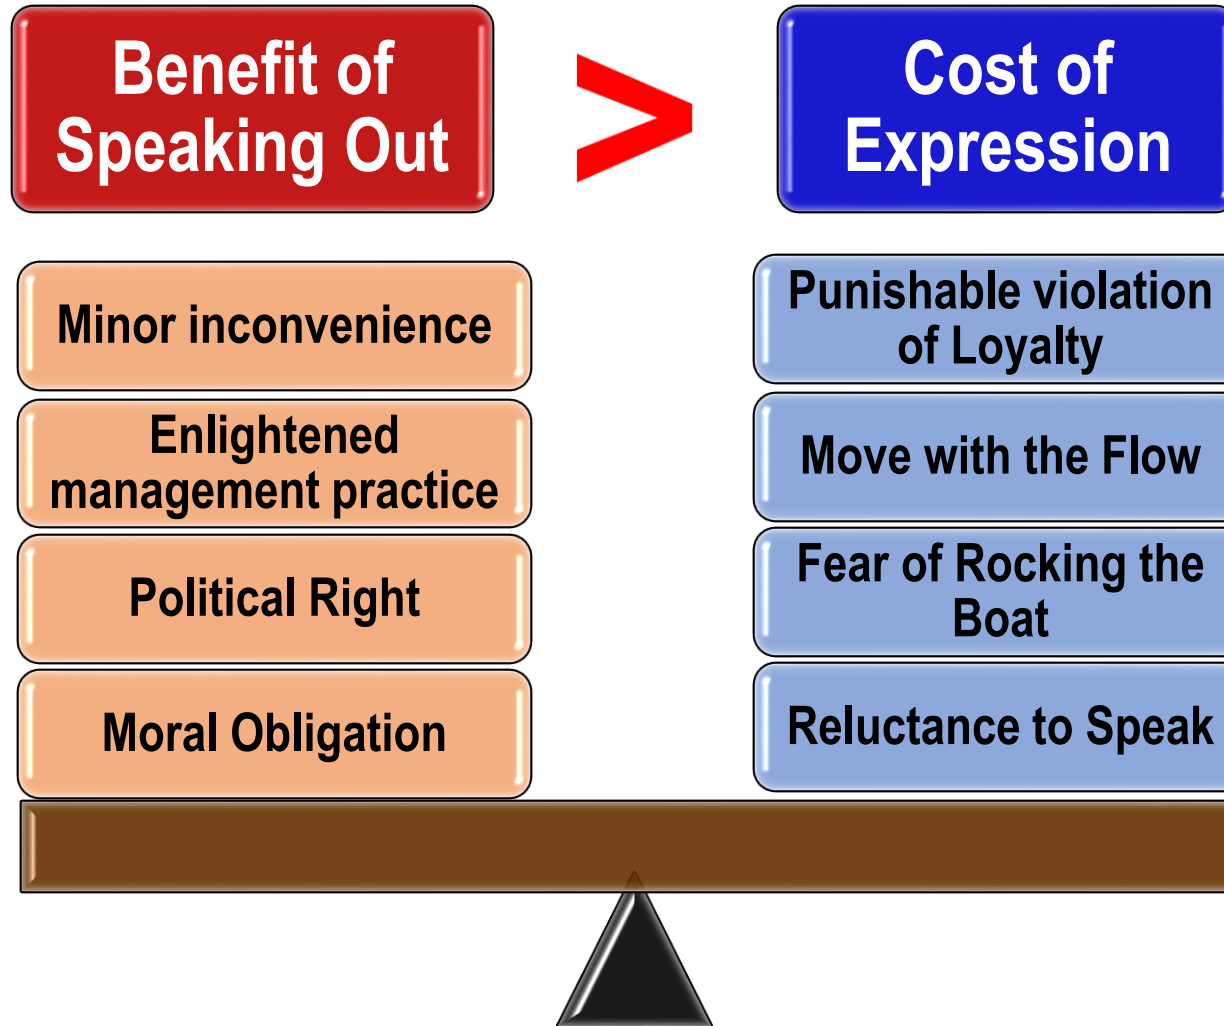 Benefit of
Speaking Out
>
Cost of
Expression
Minor inconvenience
Enlightened
management practice
Political Right
Moral Obligation
Punishable violation
of Loyalty
Move with the Flow
Fear of Rocking the
Boat
Reluctance to Speak